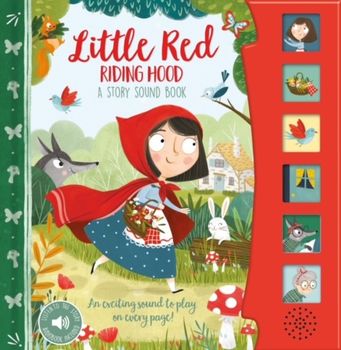 Little Red
RIDING HOOD
A STORY SOUND BOOK
An exciting sound to play
on every page!